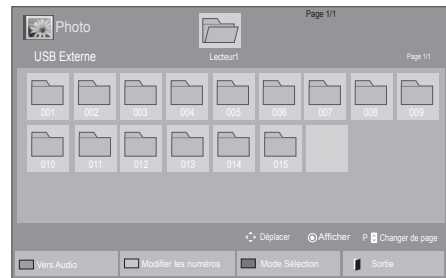 Page 1/1
Photo
USB Externe
Lecteur1
Page 1/1
001 002 003 004 005 006 007 008 009
010 011 012 013 014 015
Déplacer Afficher P Changer de page
Vers Audio Modifier les numéros Mode Sélection Sortie